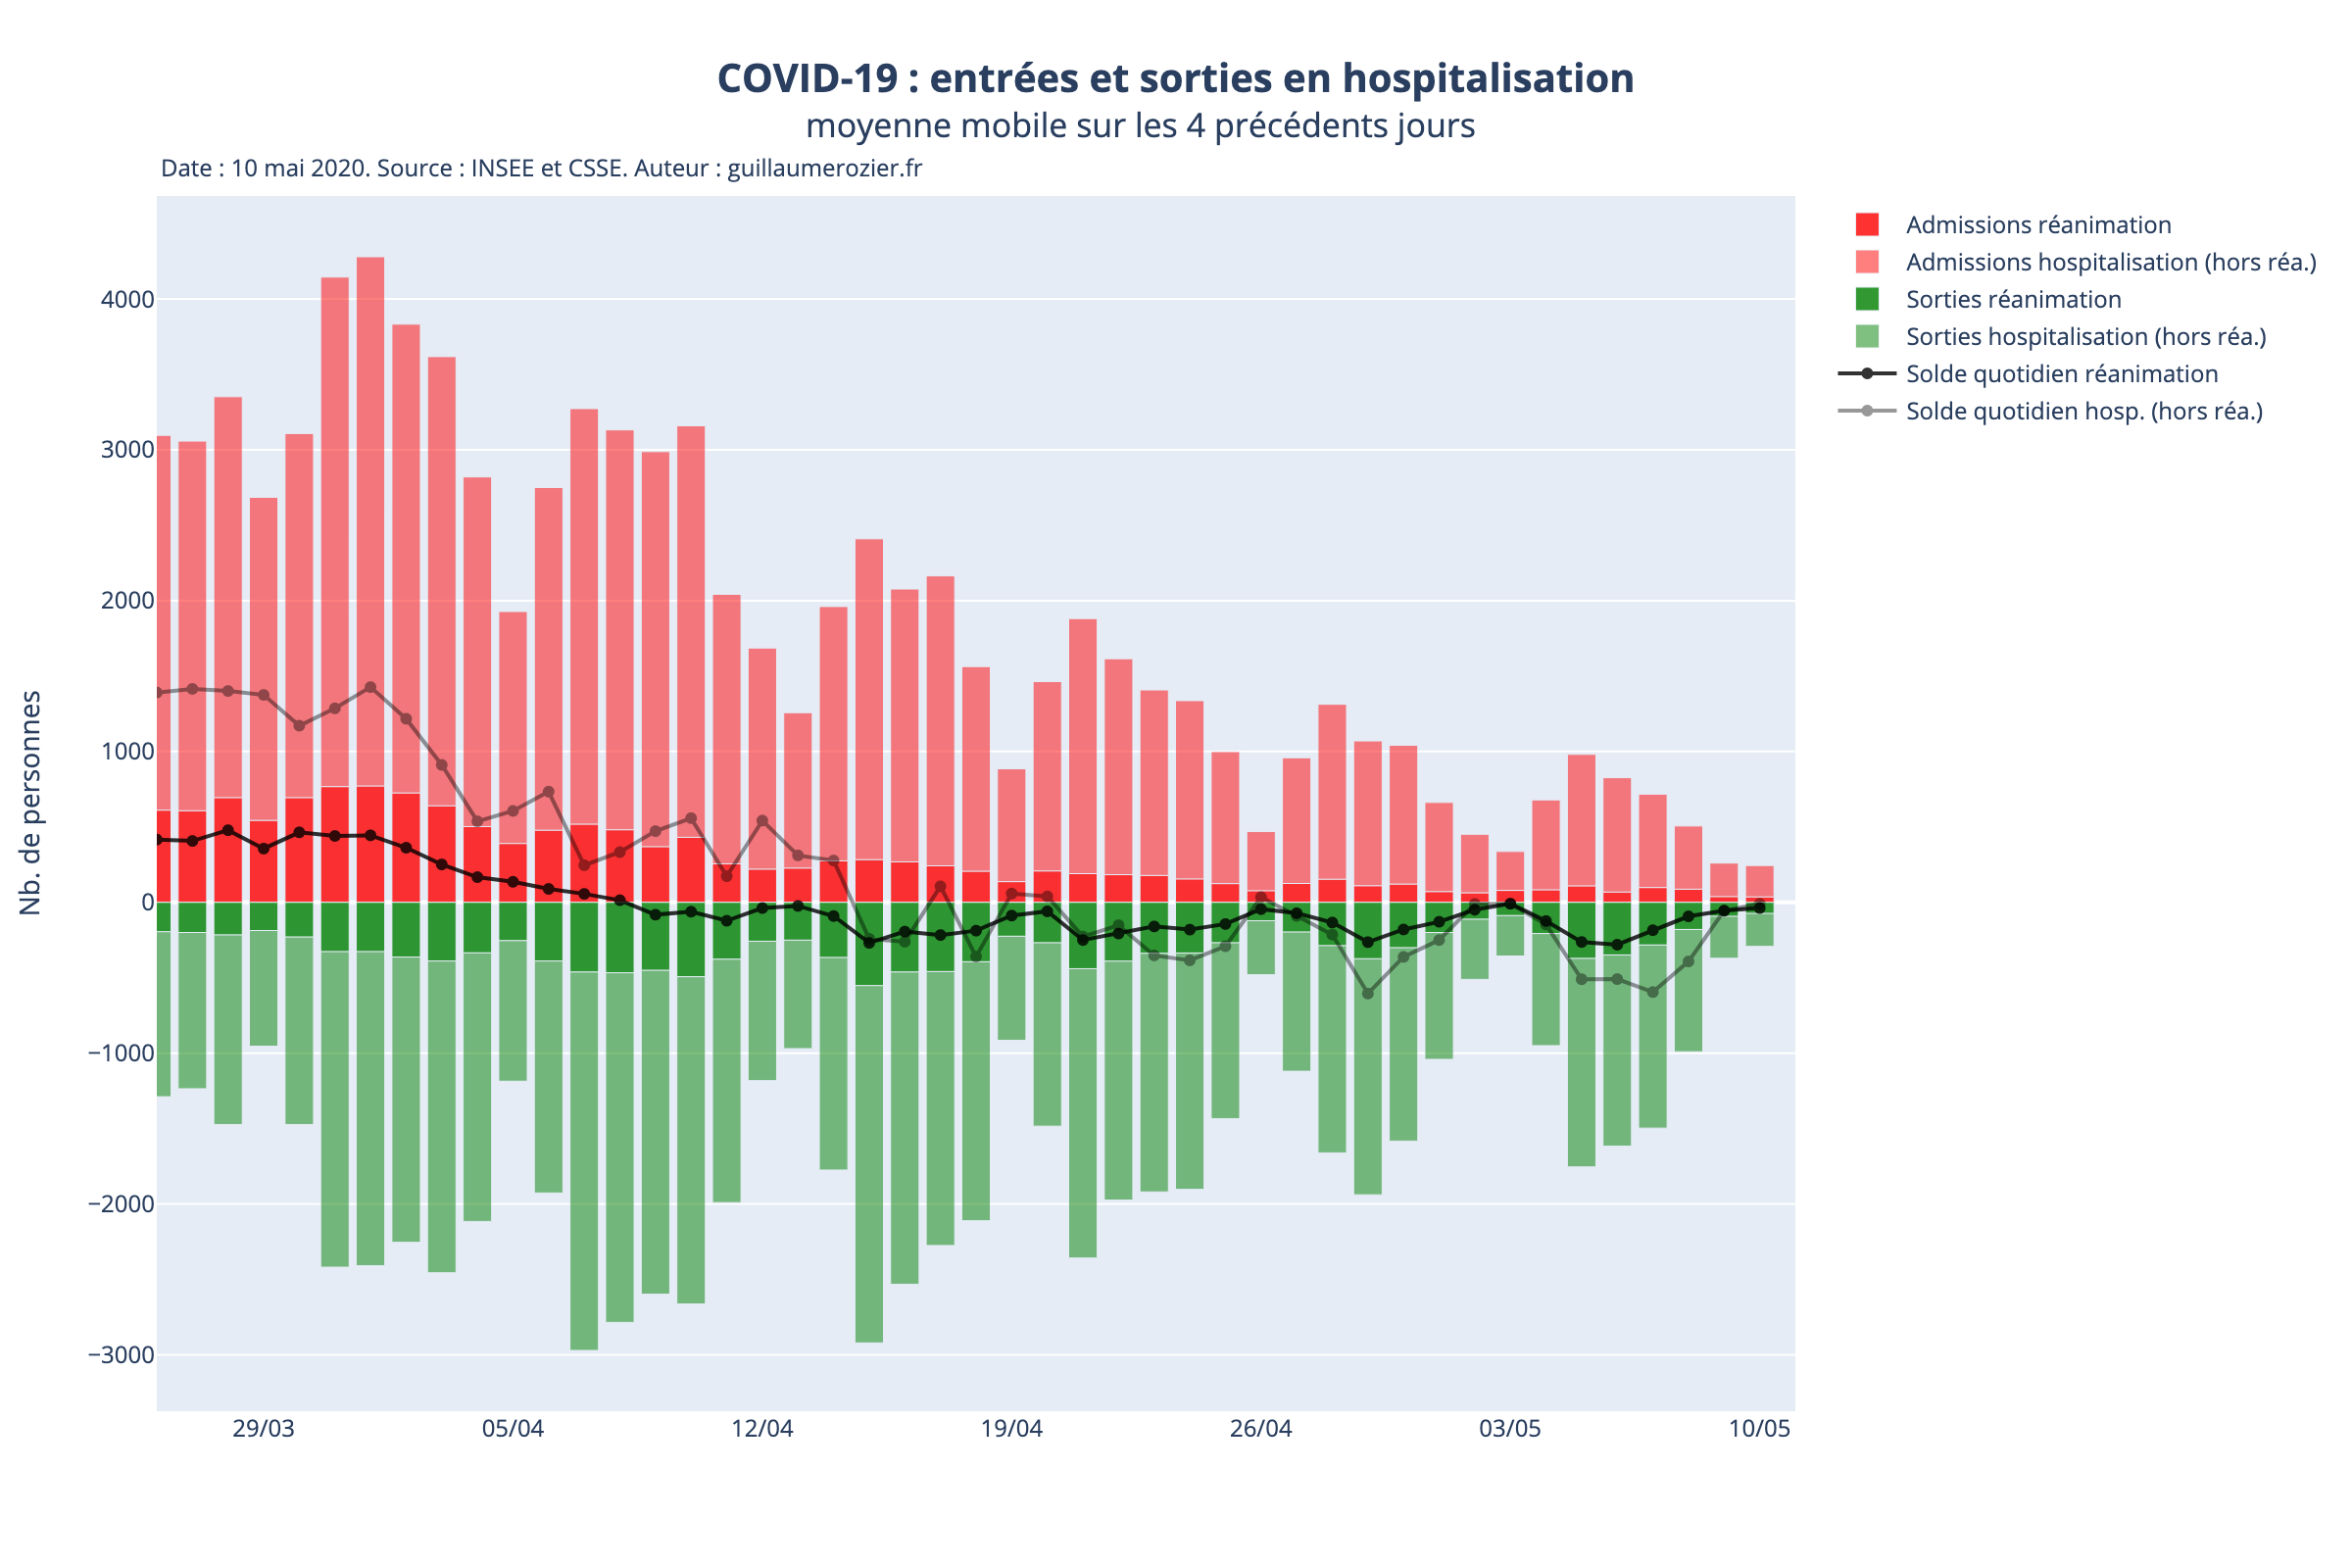 COVID-19 : entrées et sorties en hospitalisation
moyenne mobile sur les 4 précédents jours
Date : 10 mai 2020. Source : INSEE et CSSE. Auteur : guillaumerozier.fr
Admissions réanimation
Admissions hospitalisation (hors réa.)
Sorties réanimation
Sorties hospitalisation (hors réa.)
Solde quotidien réanimation
Solde quotidien hosp. (hors réa.)
Nb. de personnes
4000
3000
2000
1000
0
−1000
−2000
−3000
29/03 05/04 12/04 19/04 26/04 03/05 10/05